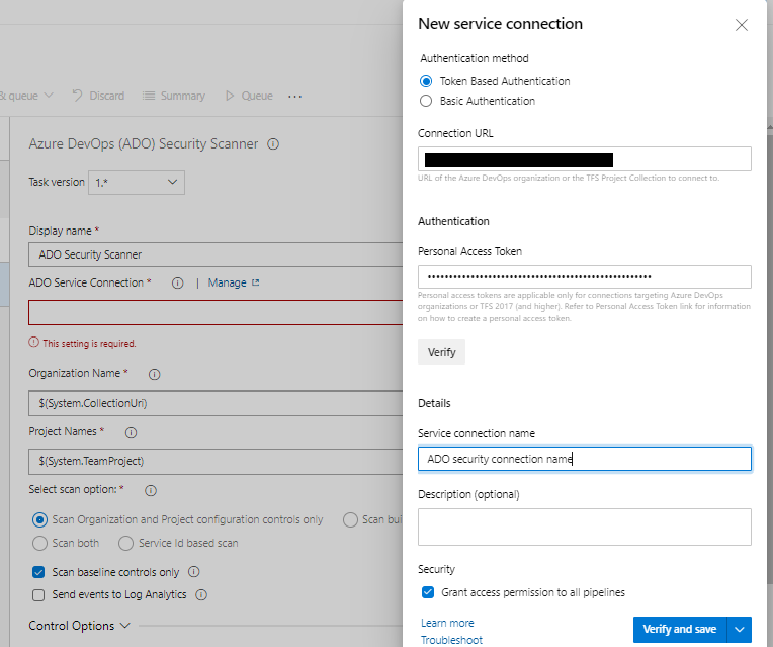 & queue
Discard
Summary
Queue
...
Azure DevOps (ADO) Security Scanner
Task version 1.*
Display name *
ADO Security Scanner
ADO Service Connection * | Manage
This setting is required.
Organization Name *
$(System.CollectionUri)
Project Names *
$(System.TeamProject)
Select scan option: *
Scan Organization and Project configuration controls only
Scan both
Service Id based scan
Scan baseline controls only
Send events to Log Analytics
Control Options
New service connection
Authentication method
Token Based Authentication
Basic Authentication
Connection URL
URL of the Azure DevOps organization or the TFS Project Collection to connect to.
Authentication
Personal Access Token
Personal access tokens are applicable only for connections targeting Azure DevOps
organizations or TFS 2017 (and higher). Refer to Personal Access Token link for information
on how to create a personal access token.
Verify
Details
Service connection name
ADO security connection name
Description (optional)
Security
Grant access permission to all pipelines
Learn more
Troubleshoot
Verify and save